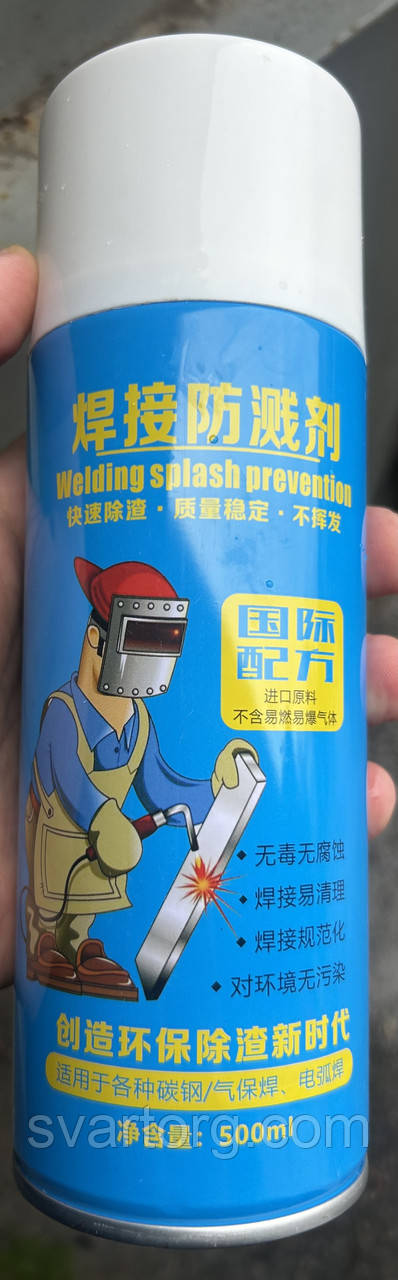 焊接防溅剂
Welding splash prevention
快速除渣·质量稳定·不挥发
国际
配方
进口原料
不含易燃易爆气体
· 无毒无腐蚀
· 焊接易清理
· 焊接规范化
· 对环境无污染
创造环保除渣新时代
适用于各种碳钢/气保焊、电弧焊
svartorg.com
净含量：500ml